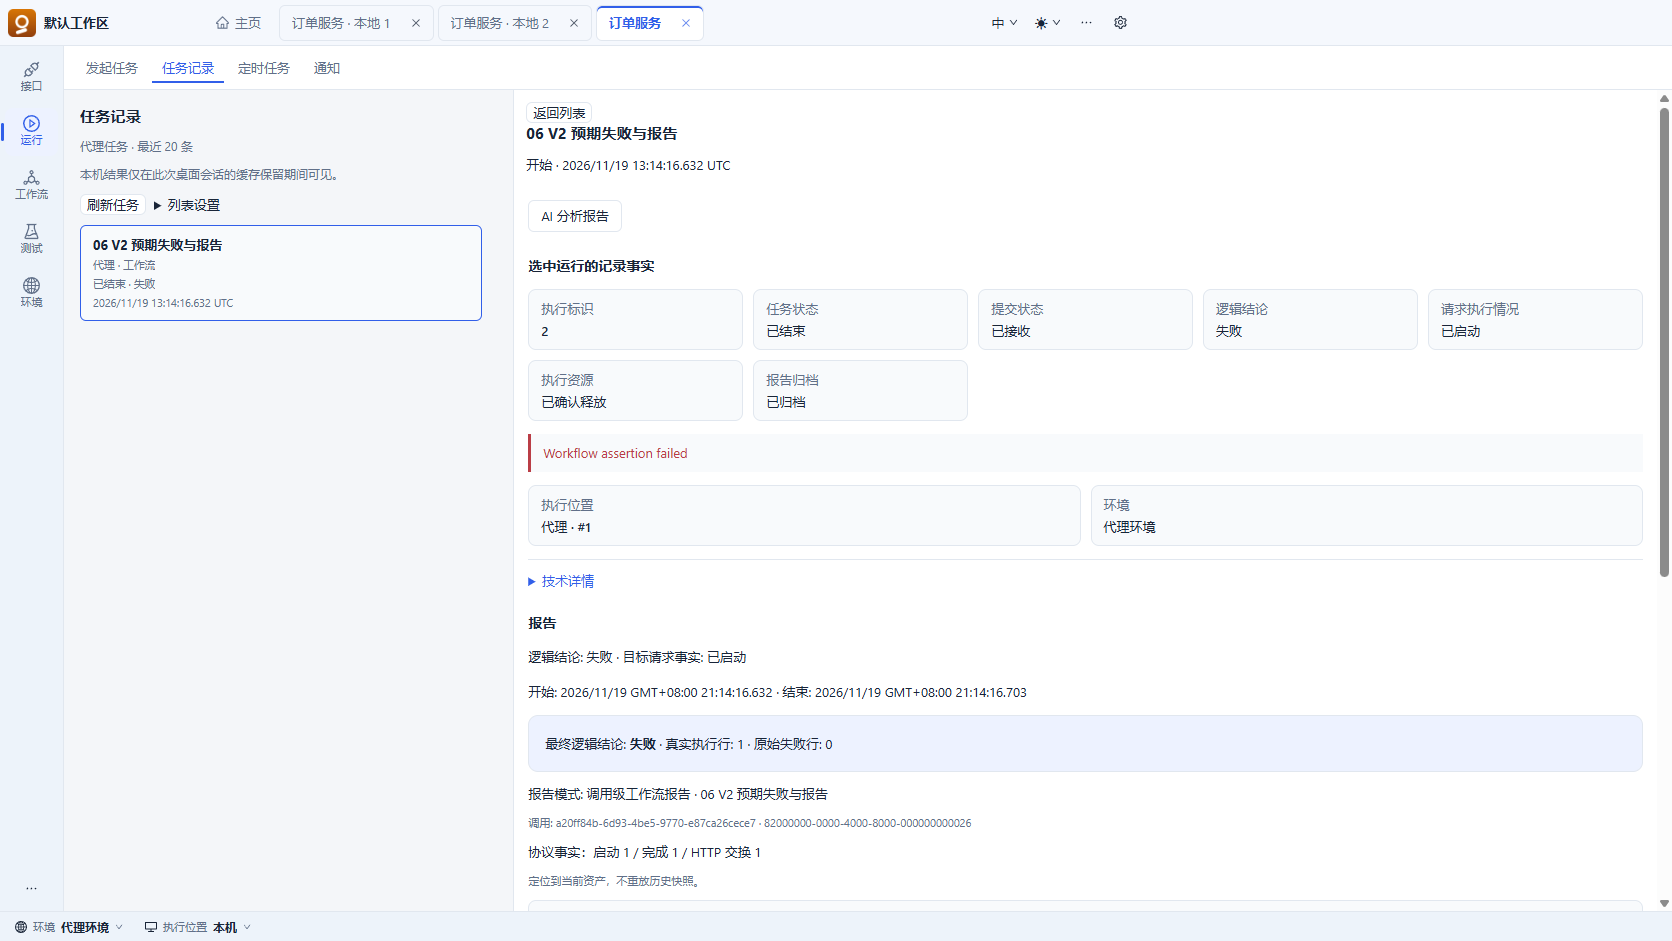 默认工作区
主页
订单服务 · 本地 1
订单服务 · 本地 2
订单服务
中
接口
运行
工作流
测试
环境
发起任务
任务记录
定时任务
通知
任务记录
代理任务 · 最近 20 条
本机结果仅在此次桌面会话的缓存保留期间可见。
刷新任务
列表设置
06 V2 预期失败与报告
代理 · 工作流
已结束 · 失败
2026/11/19 13:14:16.632 UTC
返回列表
06 V2 预期失败与报告
开始 · 2026/11/19 13:14:16.632 UTC
AI 分析报告
选中运行的记录事实
执行标识
2
任务状态
已结束
提交状态
已接收
逻辑结论
失败
请求执行情况
已启动
执行资源
已确认释放
报告归档
已归档
Workflow assertion failed
执行位置
代理 · #1
环境
代理环境
技术详情
报告
逻辑结论: 失败 · 目标请求事实: 已启动
开始: 2026/11/19 GMT+08:00 21:14:16.632 · 结束: 2026/11/19 GMT+08:00 21:14:16.703
最终逻辑结论: 失败 · 真实执行行: 1 · 原始失败行: 0
报告模式: 调用级工作流报告 · 06 V2 预期失败与报告
调用: a20ff84b-6d93-4be5-9770-e87ca26cece7 · 82000000-0000-4000-8000-000000000026
协议事实：启动 1 / 完成 1 / HTTP 交换 1
定位到当前资产，不重放历史快照。
环境 代理环境
执行位置 本机